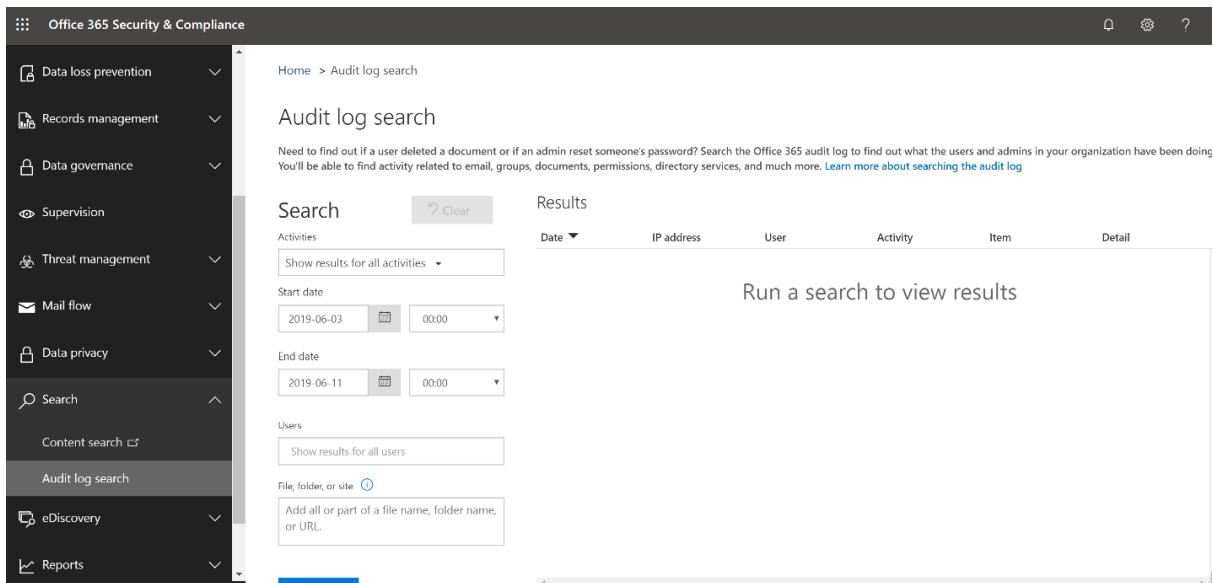 Office 365 Security & Compliance
?
Data loss prevention
Records management
Data governance
Supervision
Threat management
Mail flow
Data privacy
Search
Content search
Audit log search
eDiscovery
Reports
Home > Audit log search
Audit log search
Need to find out if a user deleted a document or if an admin reset someone's password? Search the Office 365 audit log to find out what the users and admins in your organization have been doing
You'll be able to find activity related to email, groups, documents, permissions, directory services, and much more. Learn more about searching the audit log
Search
Clear
Activities
Show results for all activities
Start date
2019-06-03 00:00
End date
2019-06-11 00:00
Users
Show results for all users
File, folder, or site
Add all or part of a file name, folder name,
or URL.
Results
Date IP address User Activity Item Detail
Run a search to view results